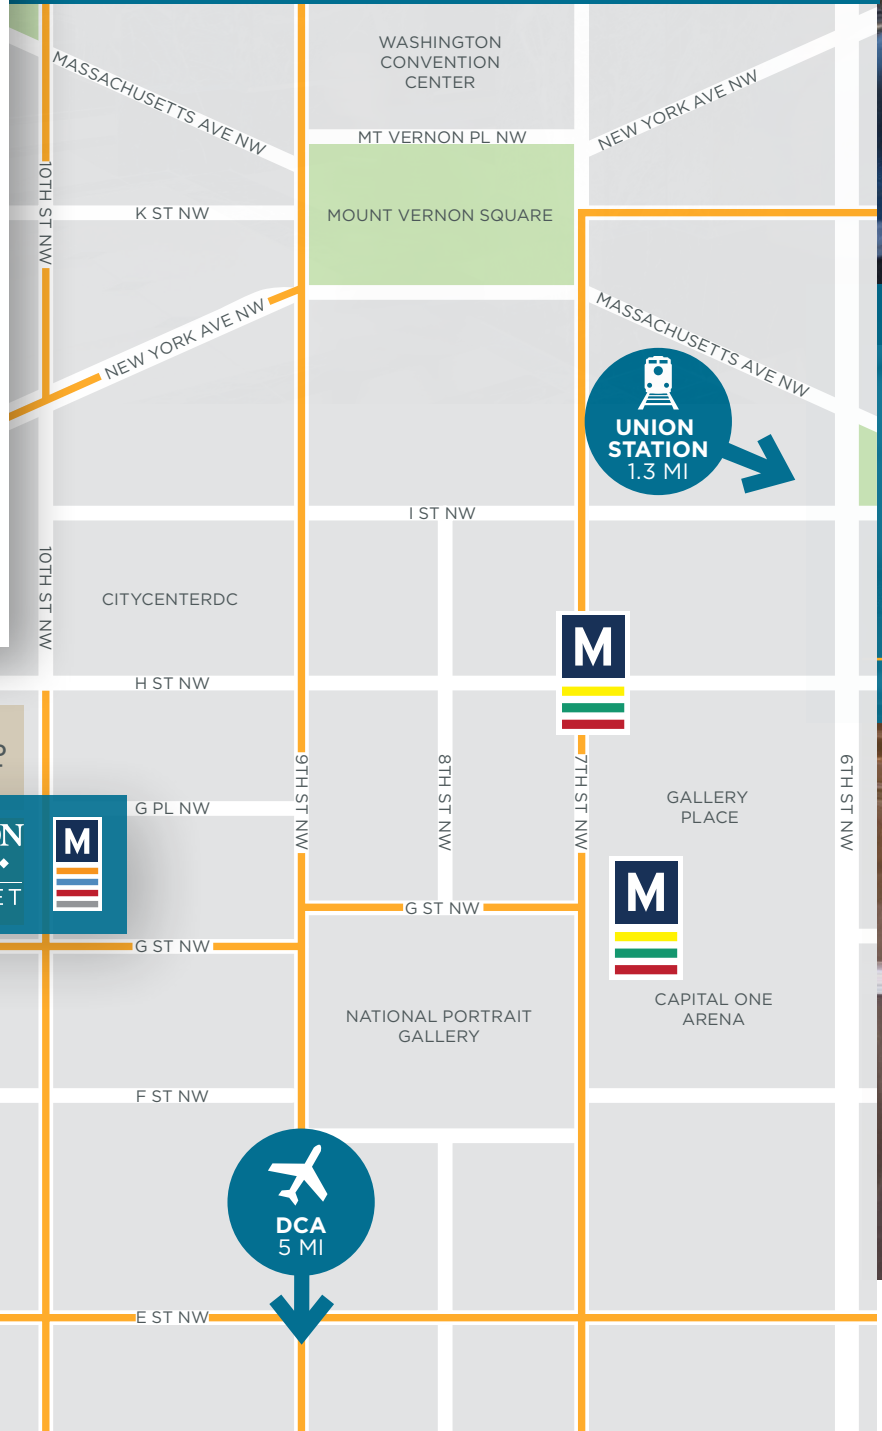 WASHINGTON
CONVENTION
CENTER
MASSACHUSETTS AVE NW
NEW YORK AVE NW
MT VERNON PL NW
10TH ST NW
K ST NW
MOUNT VERNON SQUARE
NEW YORK AVE NW
MASSACHUSETTS AVE NW
UNION
STATION
1.3 MI
I ST NW
10TH ST NW
CITYCENTERDC
M
H ST NW
9TH ST NW
8TH ST NW
7TH ST NW
6TH ST NW
GALLERY
PLACE
G PL NW
M
M
G ST NW
G ST NW
NATIONAL PORTRAIT
GALLERY
CAPITAL ONE
ARENA
F ST NW
DCA
5 MI
E ST NW